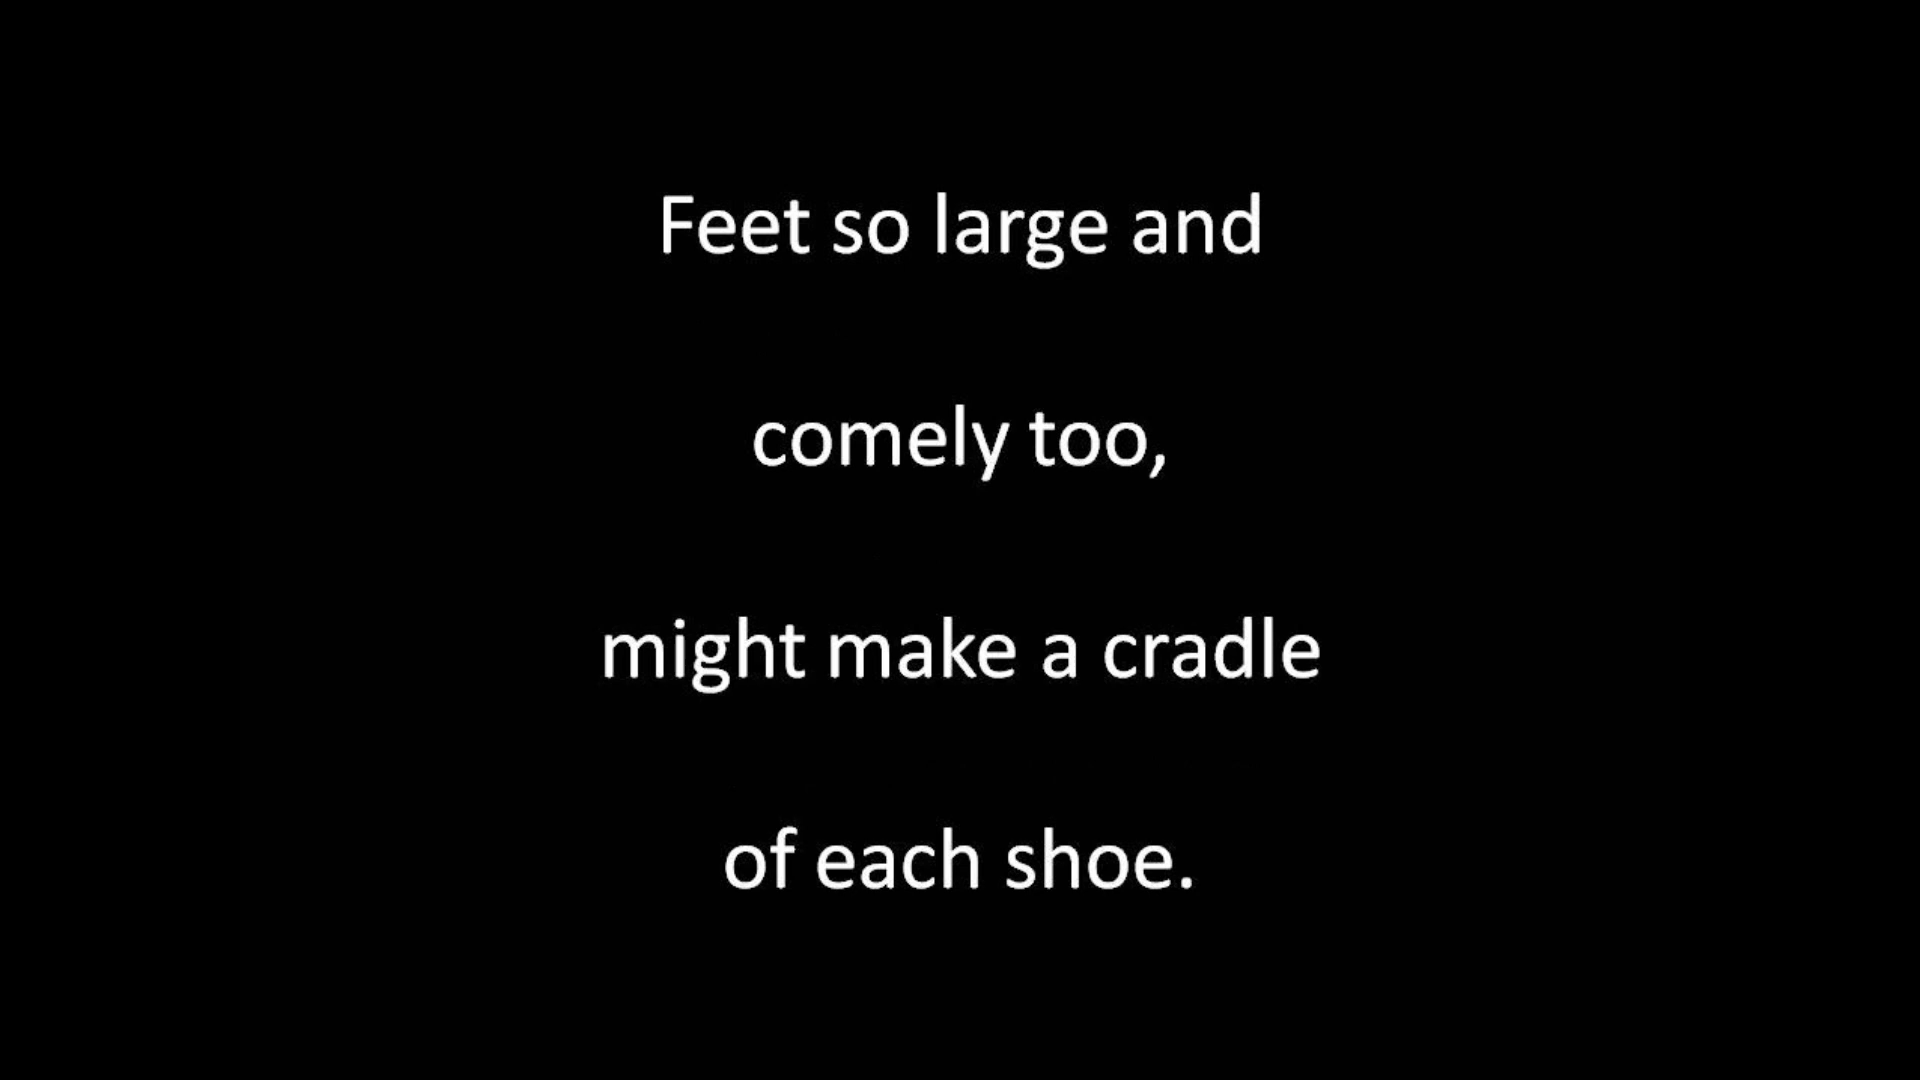 Feet so large and
comely too,
might make a cradle
of each shoe.